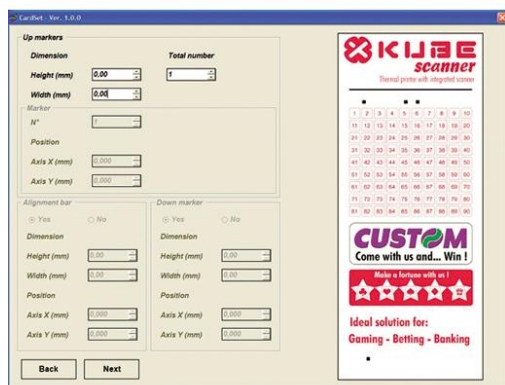 CardSet - Ver. 1.0.0
Up markers
Dimension
Total number
Height (mm) 0,00
1
Width (mm) 0,00
Marker
N° 1
Position
Axis X (mm) 0,000
Axis Y (mm) 0,000
Alignment bar
Yes No
Dimension
Height (mm) 0,00
Width (mm) 0,00
Position
Axis X (mm) 0,000
Axis Y (mm) 0,000
Down marker
Yes No
Dimension
Height (mm) 0,00
Width (mm) 0,00
Position
Axis X (mm) 0,000
Axis Y (mm) 0,000
Back Next
KUBE
scanner
Thermal printer with integrated scanner
1 2 3 4 5 6 7 8 9 10
11 12 13 14 15 16 17 18 19 20
21 22 23 24 25 26 27 28 29 30
31 32 33 34 35 36 37 38 39 40
41 42 43 44 45 46 47 48 49 50
51 52 53 54 55 56 57 58 59 60
61 62 63 64 65 66 67 68 69 70
71 72 73 74 75 76 77 78 79 80
81 82 83 84 85 86 87 88 89 90
CUSTOM
Come with us and... Win !
Make a fortune with us !
Ideal solution for:
Gaming - Betting - Banking